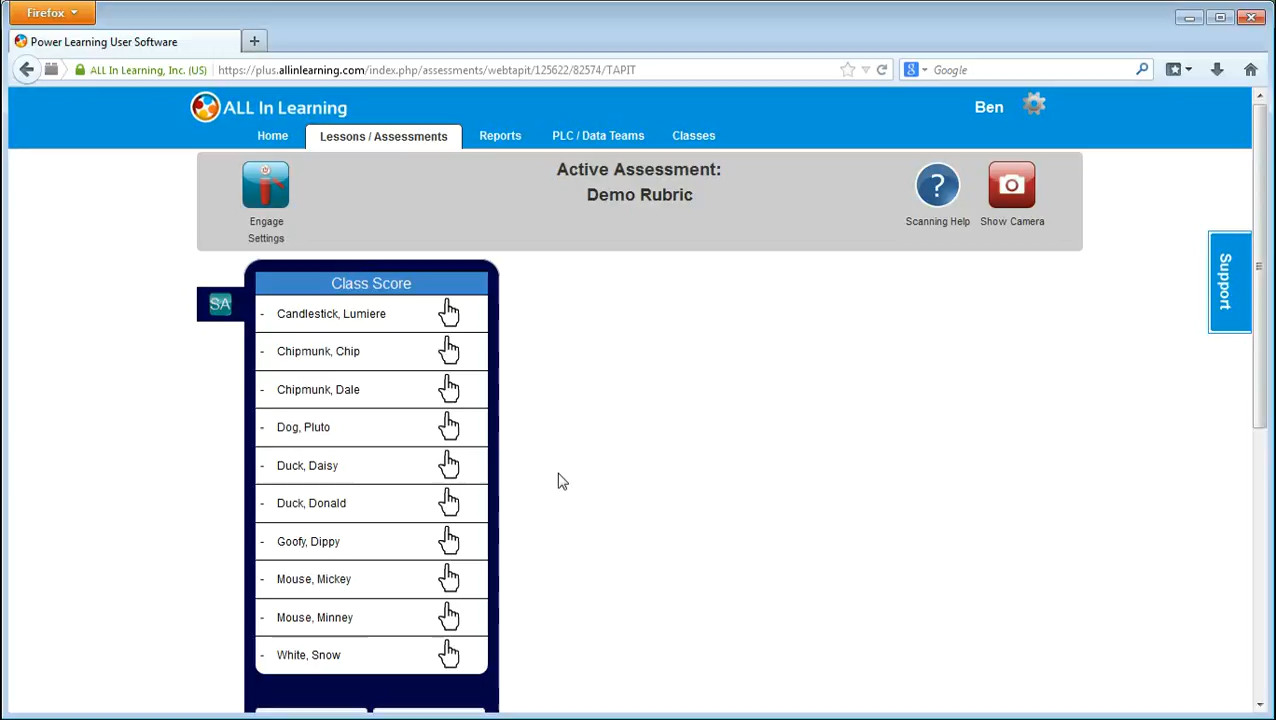 Firefox
Power Learning User Software
ALL In Learning, Inc. (US)
https://plus.allinlearning.com/index.php/assessments/webtapit/125622/82574/TAPIT
Google
ALL In Learning
Ben
Home
Lessons / Assessments
Reports
PLC / Data Teams
Classes
Active Assessment:
Demo Rubric
Engage
Settings
?
Scanning Help
Show Camera
Support
Class Score
SA
- Candlestick, Lumiere
- Chipmunk, Chip
- Chipmunk, Dale
- Dog, Pluto
- Duck, Daisy
- Duck, Donald
- Goofy, Dippy
- Mouse, Mickey
- Mouse, Minney
- White, Snow